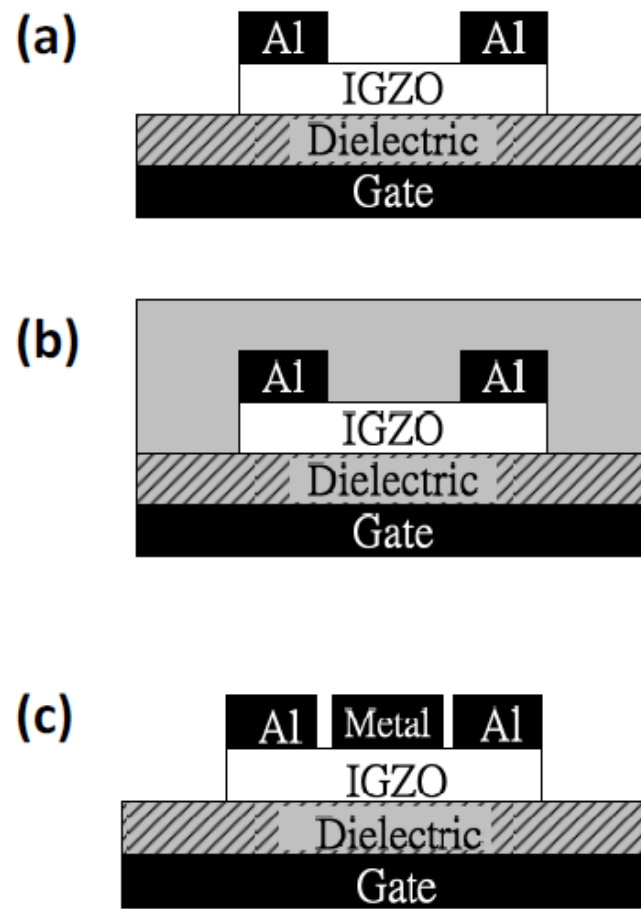 (a)
Al Al
IGZO
Dielectric
Gate
(b)
Al Al
IGZO
Dielectric
Gate
(c)
Al Metal Al
IGZO
Dielectric
Gate